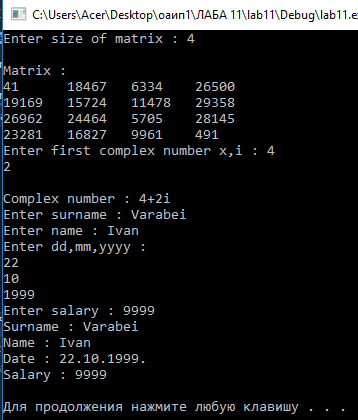 C:\Users\Acer\Desktop\оаип1\ЛАБА 11\lab11\Debug\lab11.ex
Enter size of matrix : 4
Matrix :
41 18467 6334 26500
19169 15724 11478 29358
26962 24464 5705 28145
23281 16827 9961 491
Enter first complex number x,i : 4
2
Complex number : 4+2i
Enter surname : Varabei
Enter name : Ivan
Enter dd,mm,yyyy :
22
10
1999
Enter salary : 9999
Surname : Varabei
Name : Ivan
Date : 22.10.1999.
Salary : 9999
Для продолжения нажмите любую клавишу . . .